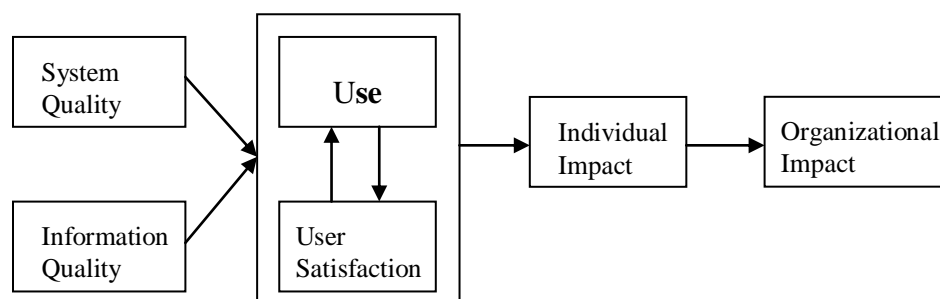 System
Quality
Information
Quality
Use
User
Satisfaction
Individual
Impact
Organizational
Impact